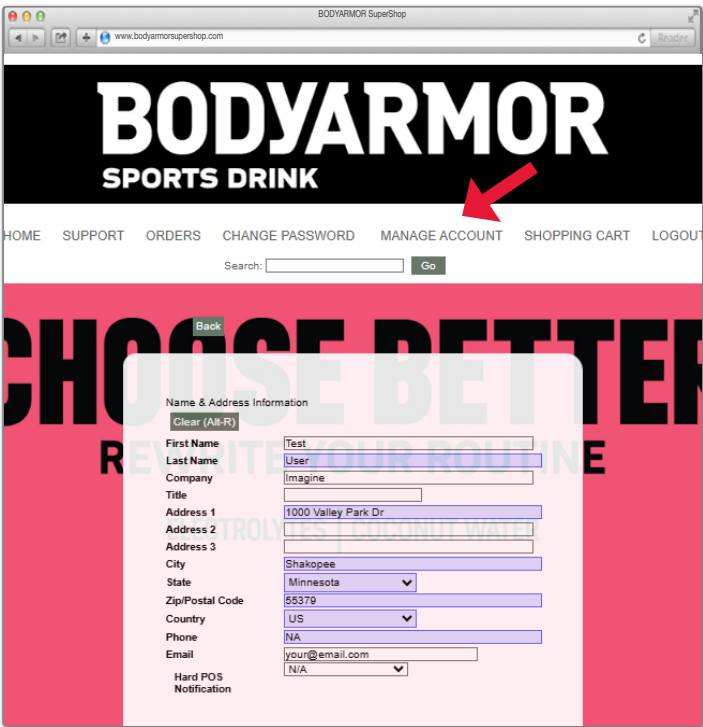 BODYARMOR SuperShop
www.bodyarmorsupershop.com
Reader
BODYARMOR
SPORTS DRINK
HOME SUPPORT ORDERS CHANGE PASSWORD MANAGE ACCOUNT SHOPPING CART LOGOUT
Search: Go
Back
CHOOSE BETTER
Name & Address Information
Clear (Alt-R)
First Name Test
REWRITE YOUR ROUTINE
Last Name User
Company Imagine
Title
Address 1 1000 Valley Park Dr
ELECTROLYTES | COCONUT WATER
Address 2
Address 3
City Shakopee
State Minnesota
Zip/Postal Code 55379
Country US
Phone NA
Email your@email.com
Hard POS Notification N/A